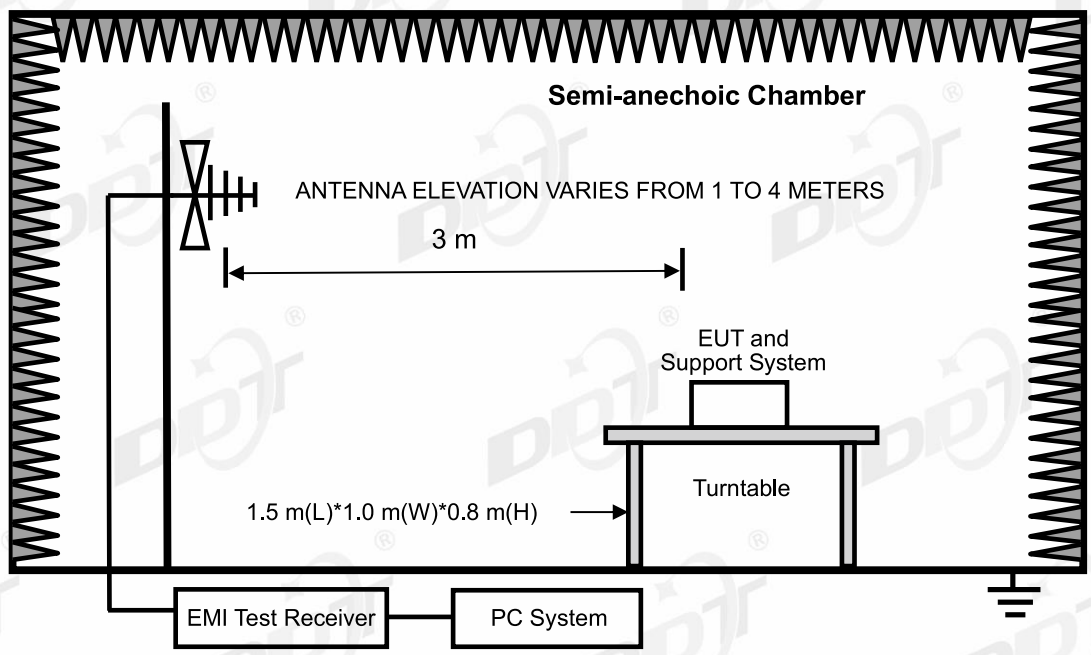 Semi-anechoic Chamber
ANTENNA ELEVATION VARIES FROM 1 TO 4 METERS
3 m
EUT and
Support System
Turntable
1.5 m(L)*1.0 m(W)*0.8 m(H)
EMI Test Receiver
PC System
DDT®